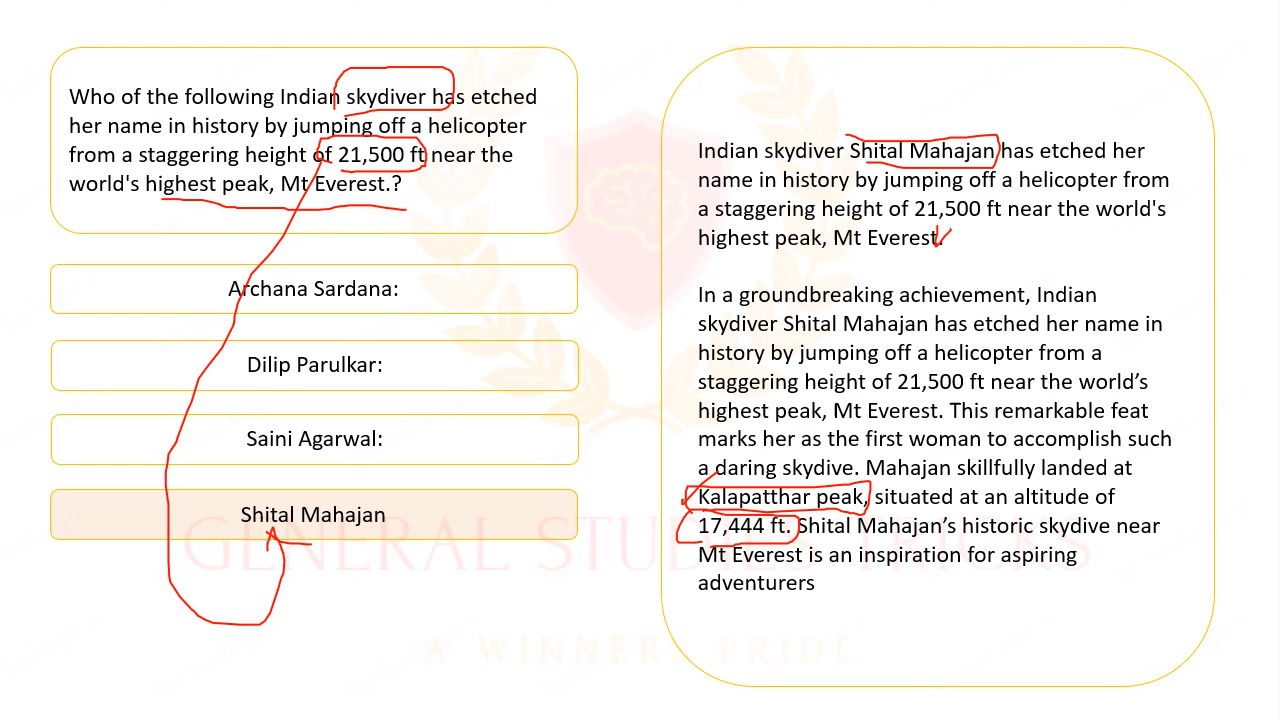 Who of the following Indian skydiver has etched
her name in history by jumping off a helicopter
from a staggering height of 21,500 ft near the
world's highest peak, Mt Everest.?
Archana Sardana:
Dilip Parulkar:
Saini Agarwal:
Shital Mahajan
Indian skydiver Shital Mahajan has etched her
name in history by jumping off a helicopter from
a staggering height of 21,500 ft near the world's
highest peak, Mt Everest.
In a groundbreaking achievement, Indian
skydiver Shital Mahajan has etched her name in
history by jumping off a helicopter from a
staggering height of 21,500 ft near the world’s
highest peak, Mt Everest. This remarkable feat
marks her as the first woman to accomplish such
a daring skydive. Mahajan skillfully landed at
Kalapatthar peak, situated at an altitude of
17,444 ft. Shital Mahajan’s historic skydive near
Mt Everest is an inspiration for aspiring
adventurers
GENERAL STUDIES TRICKS
A WINNERS PRIDE